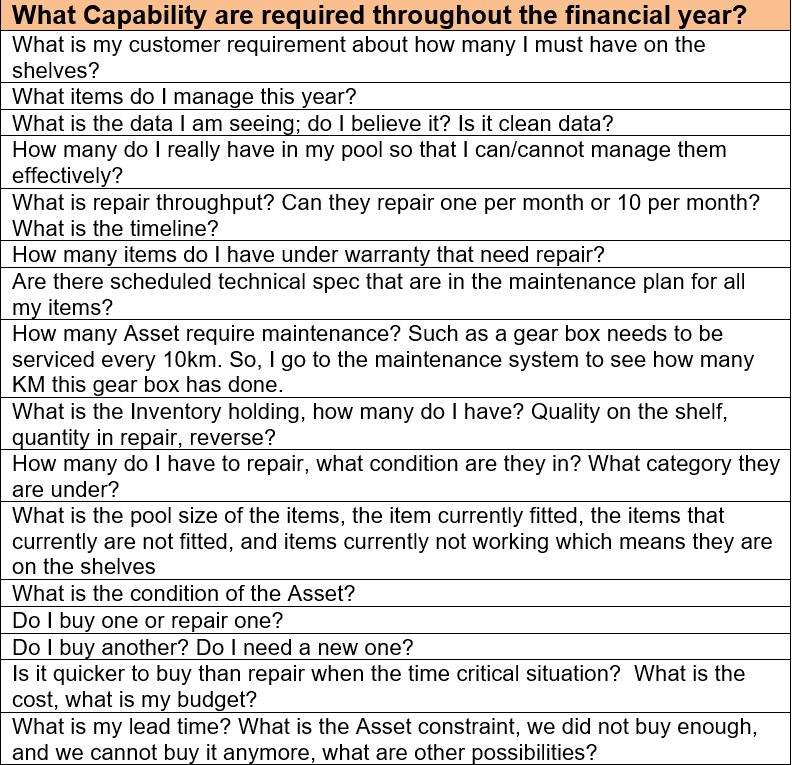 What Capability are required throughout the financial year?
What is my customer requirement about how many I must have on the
shelves?
What items do I manage this year?
What is the data I am seeing; do I believe it? Is it clean data?
How many do I really have in my pool so that I can/cannot manage them
effectively?
What is repair throughput? Can they repair one per month or 10 per month?
What is the timeline?
How many items do I have under warranty that need repair?
Are there scheduled technical spec that are in the maintenance plan for all
my items?
How many Asset require maintenance? Such as a gear box needs to be
serviced every 10km. So, I go to the maintenance system to see how many
KM this gear box has done.
What is the Inventory holding, how many do I have? Quality on the shelf,
quantity in repair, reverse?
How many do I have to repair, what condition are they in? What category they
are under?
What is the pool size of the items, the item currently fitted, the items that
currently are not fitted, and items currently not working which means they are
on the shelves
What is the condition of the Asset?
Do I buy one or repair one?
Do I buy another? Do I need a new one?
Is it quicker to buy than repair when the time critical situation?  What is the
cost, what is my budget?
What is my lead time? What is the Asset constraint, we did not buy enough,
and we cannot buy it anymore, what are other possibilities?